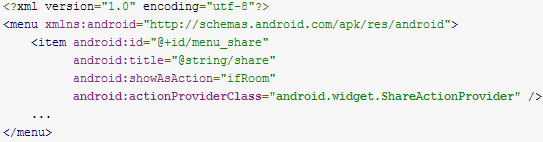 <?xml version="1.0" encoding="utf-8"?>
<menu xmlns:android="http://schemas.android.com/apk/res/android">
    <item android:id="@+id/menu_share"
          android:title="@string/share"
          android:showAsAction="ifRoom"
          android:actionProviderClass="android.widget.ShareActionProvider" />
    ...
</menu>